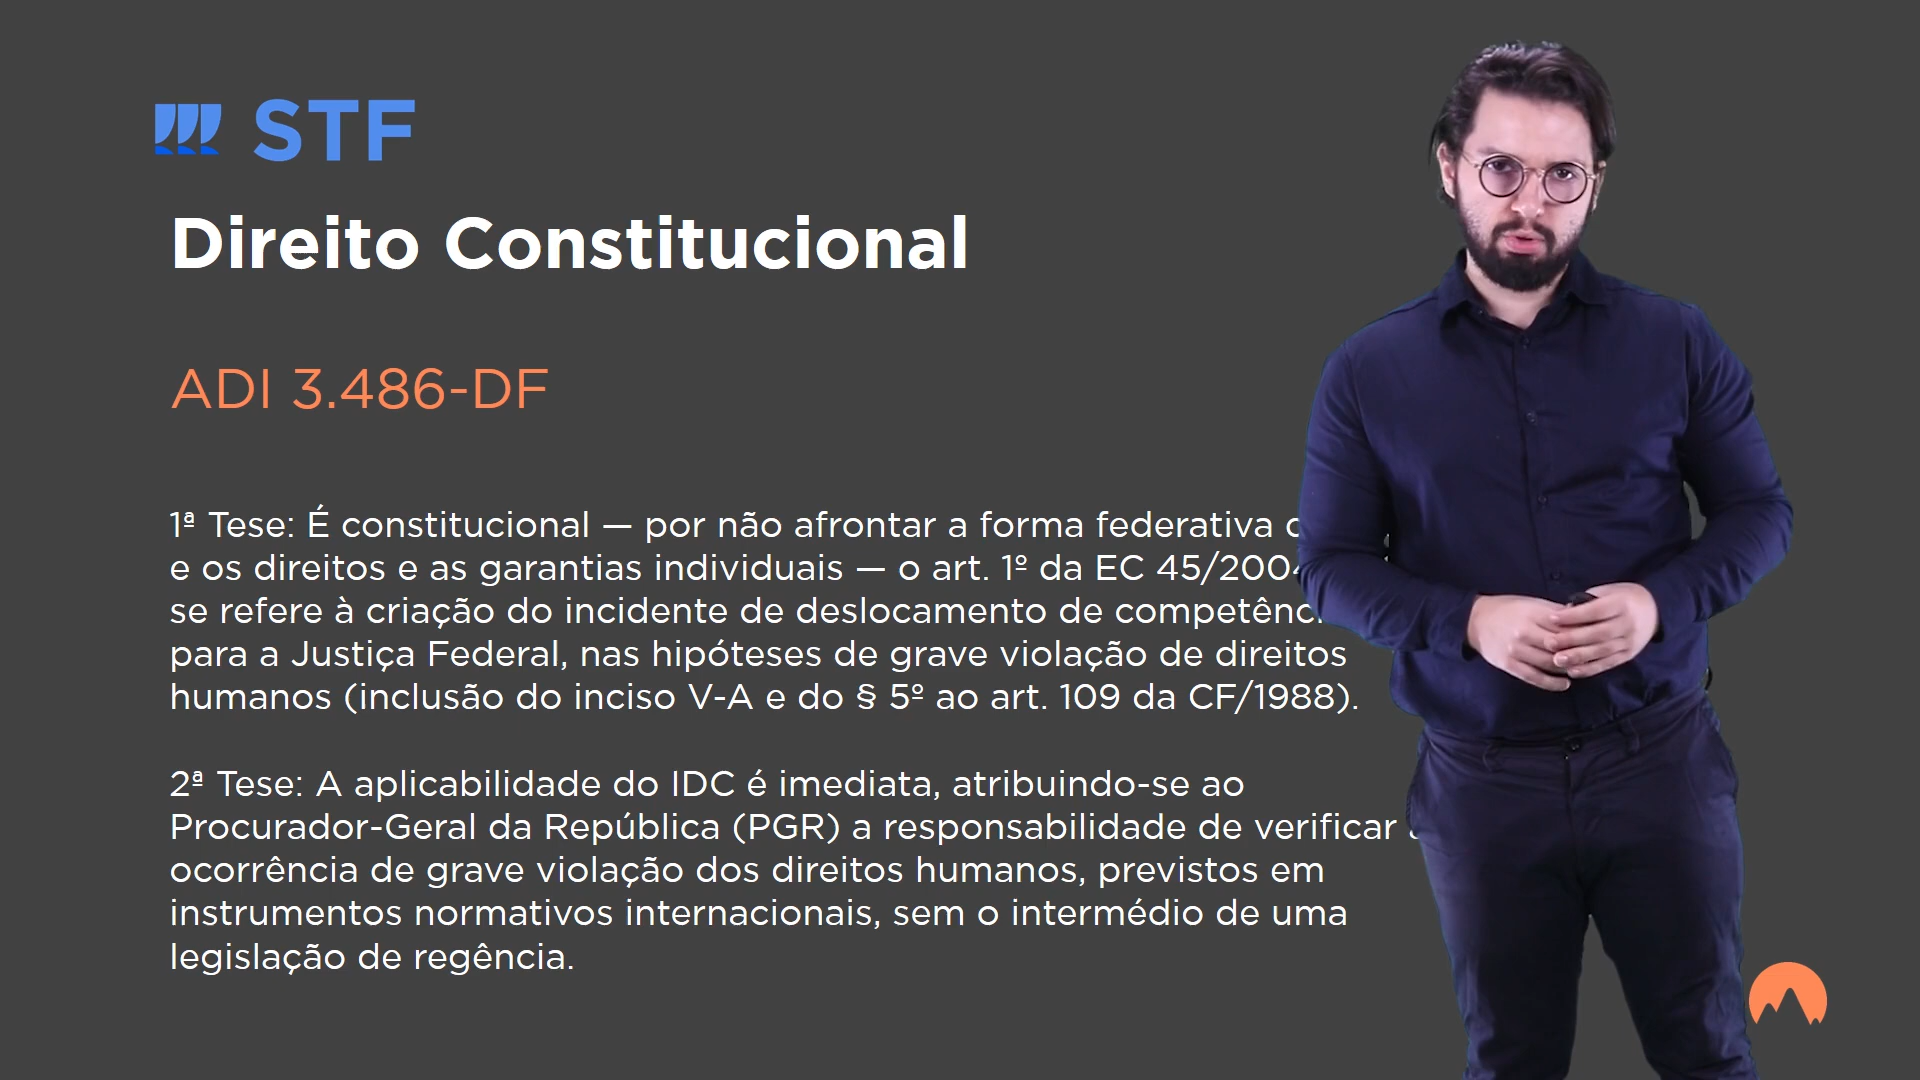 STF
Direito Constitucional
ADI 3.486-DF
1ª Tese: É constitucional — por não afrontar a forma federativa
e os direitos e as garantias individuais — o art. 1º da EC 45/2004
se refere à criação do incidente de deslocamento de
para a Justiça Federal, nas hipóteses de grave violação de direitos
humanos (inclusão do inciso V-A e do § 5º ao art. 109 da CF/1988).
2ª Tese: A aplicabilidade do IDC é imediata, atribuindo-se ao
Procurador-Geral da República (PGR) a responsabilidade de verificar
ocorrência de grave violação dos direitos humanos, previstos em
instrumentos normativos internacionais, sem o intermédio de uma
legislação de regência.